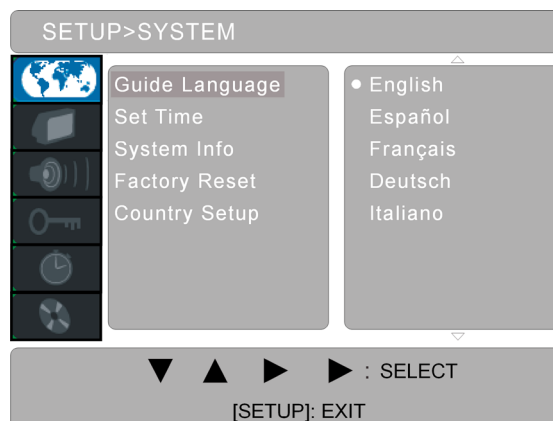 SETUP>SYSTEM
Guide Language
Set Time
System Info
Factory Reset
Country Setup
English
Español
Français
Deutsch
Italiano
: SELECT
[SETUP]: EXIT